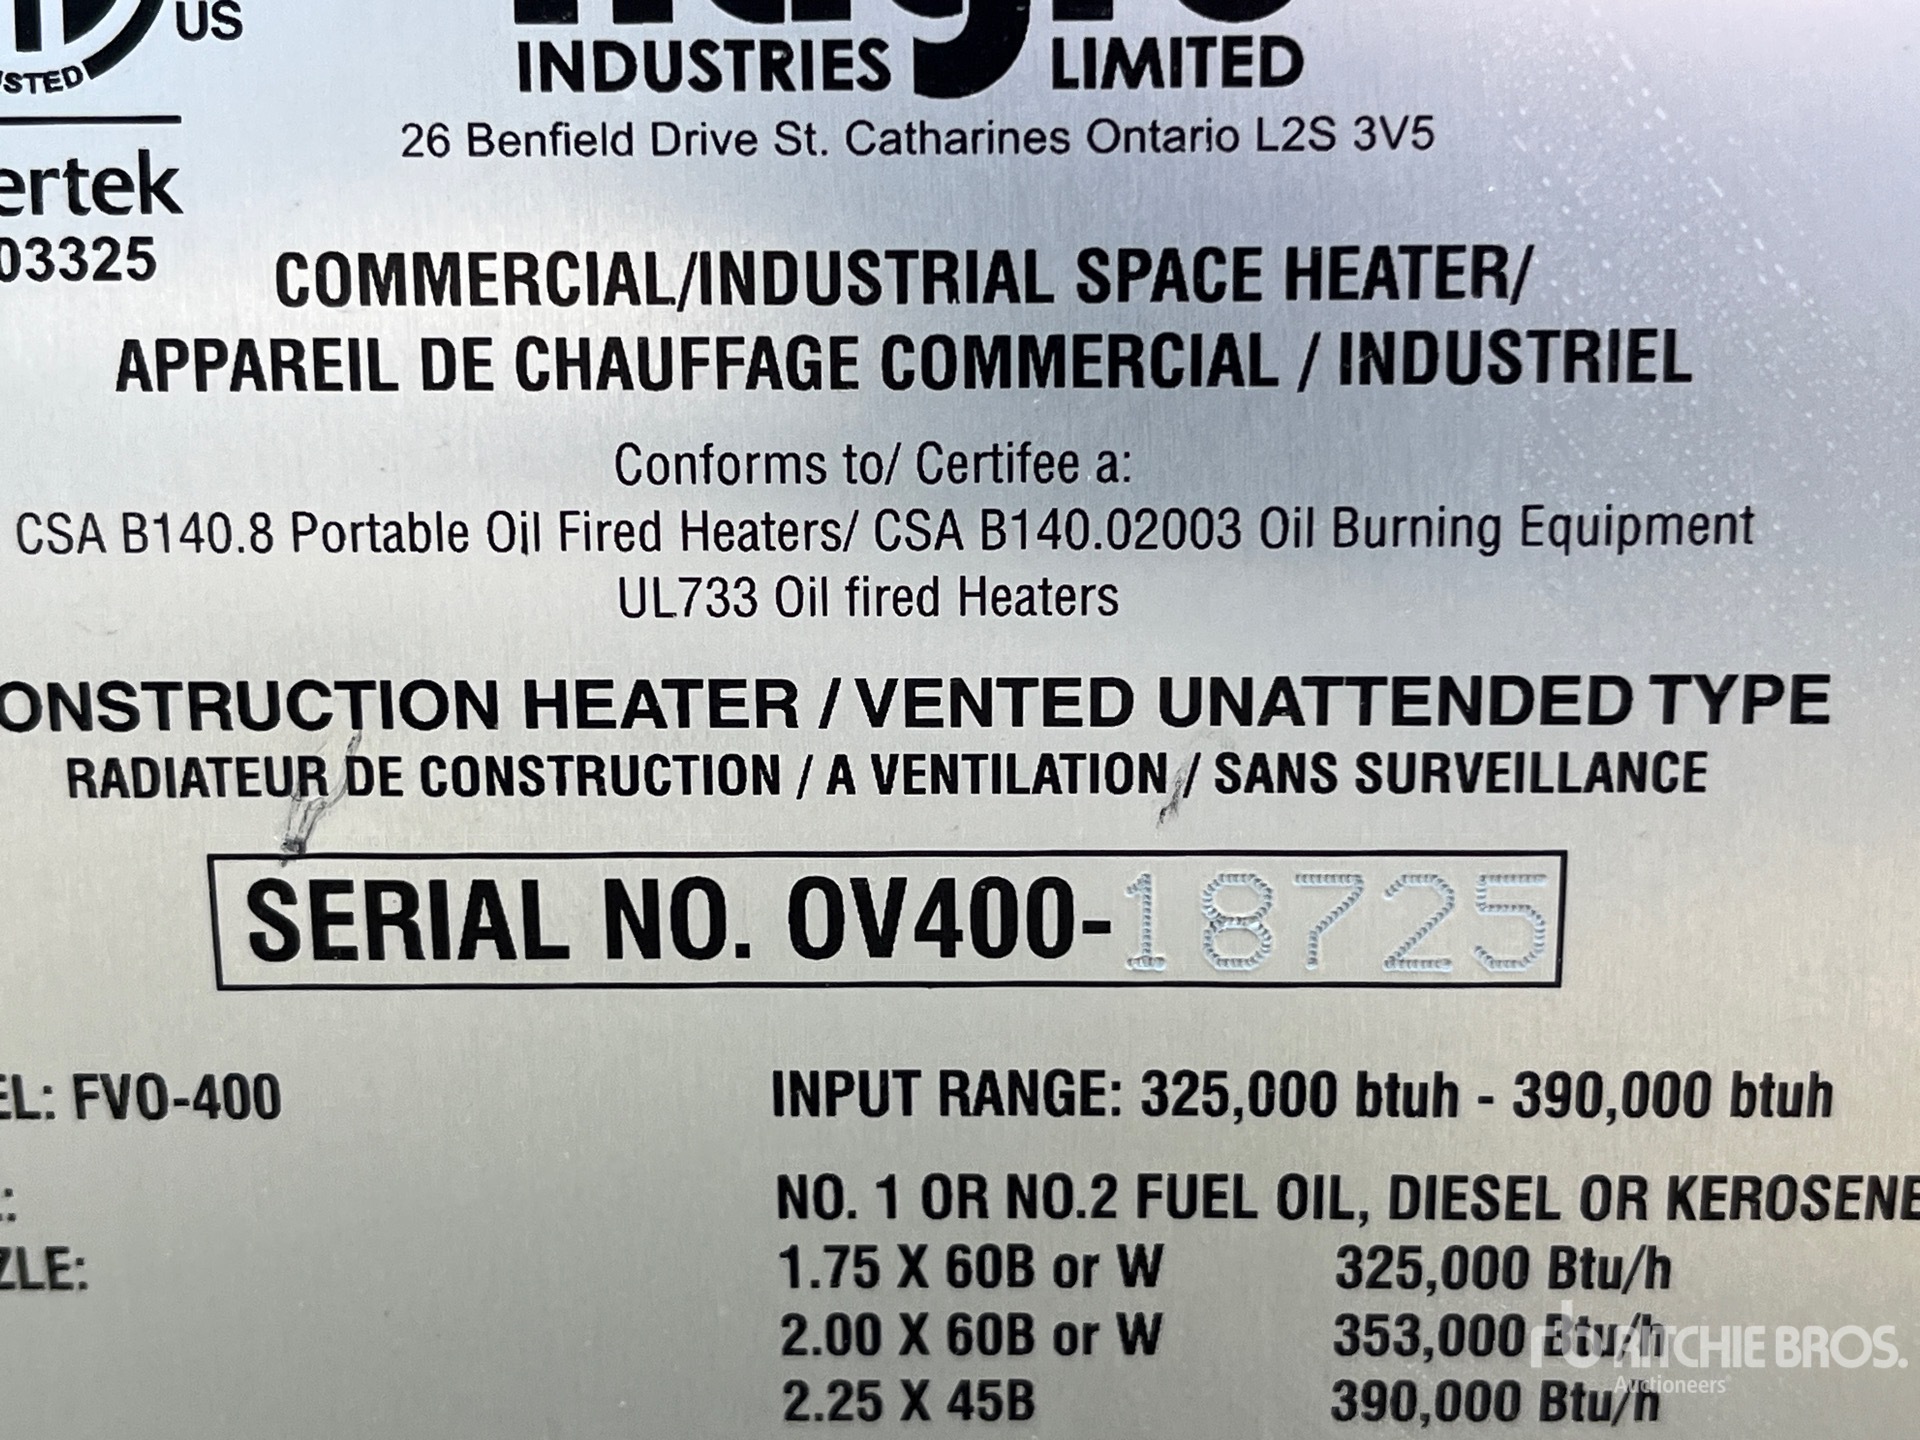 US
INDUSTRIES LIMITED
26 Benfield Drive St. Catharines Ontario L2S 3V5
03325
COMMERCIAL/INDUSTRIAL SPACE HEATER/
APPAREIL DE CHAUFFAGE COMMERCIAL / INDUSTRIEL
Conforms to/ Certifee a:
CSA B140.8 Portable Oil Fired Heaters/ CSA B140.02003 Oil Burning Equipment
UL733 Oil fired Heaters
ONSTRUCTION HEATER / VENTED UNATTENDED TYPE
RADIATEUR DE CONSTRUCTION / A VENTILATION / SANS SURVEILLANCE
SERIAL NO. OV400-18725
EL: FVO-400 INPUT RANGE: 325,000 btuh - 390,000 btuh
NO. 1 OR NO.2 FUEL OIL, DIESEL OR KEROSENE
ZLE: 1.75 X 60B or W 325,000 Btu/h
2.00 X 60B or W 353,000 Btu/h
2.25 X 45B 390,000 Btu/h
RITCHIE BROS.
Auctioneers